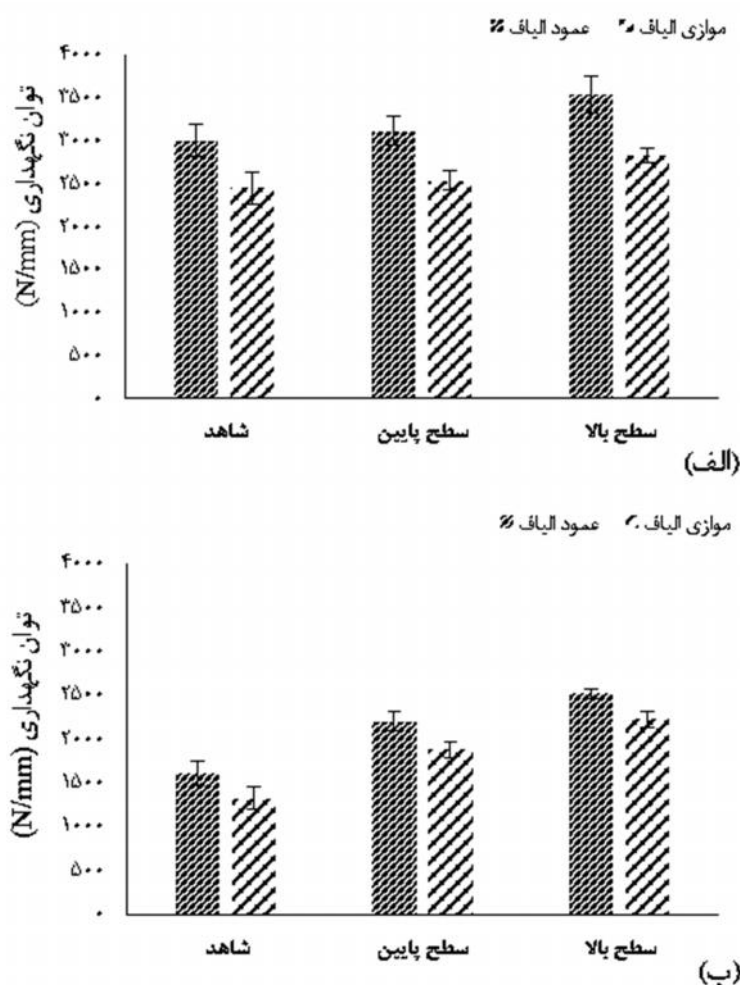 عمود الیاف موازی الیاف
توان نگهداری (N/mm)
۴۰۰۰
۳۵۰۰
۳۰۰۰
۲۵۰۰
۲۰۰۰
۱۵۰۰
۱۰۰۰
۵۰۰
۰
شاهد سطح پایین سطح بالا
(الف)
عمود الیاف موازی الیاف
توان نگهداری (N/mm)
۴۰۰۰
۳۵۰۰
۳۰۰۰
۲۵۰۰
۲۰۰۰
۱۵۰۰
۱۰۰۰
۵۰۰
۰
شاهد سطح پایین سطح بالا
(ب)